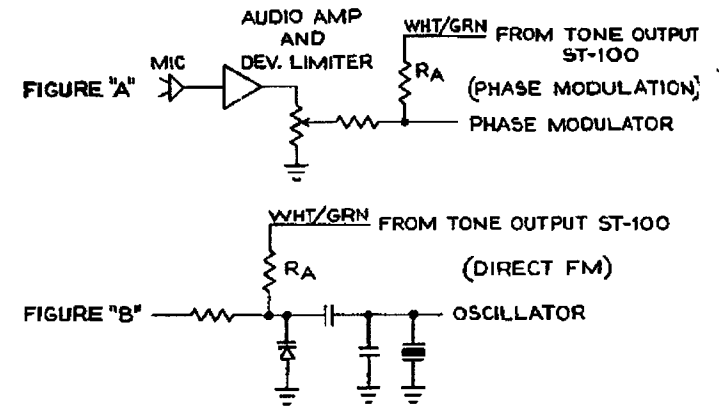 AUDIO AMP
AND
DEV. LIMITER
WHT/GRN FROM TONE OUTPUT
ST-100
MIC
FIGURE "A"
RA
(PHASE MODULATION)
PHASE MODULATOR
WHT/GRN FROM TONE OUTPUT ST-100
RA
(DIRECT FM)
FIGURE "B"
OSCILLATOR